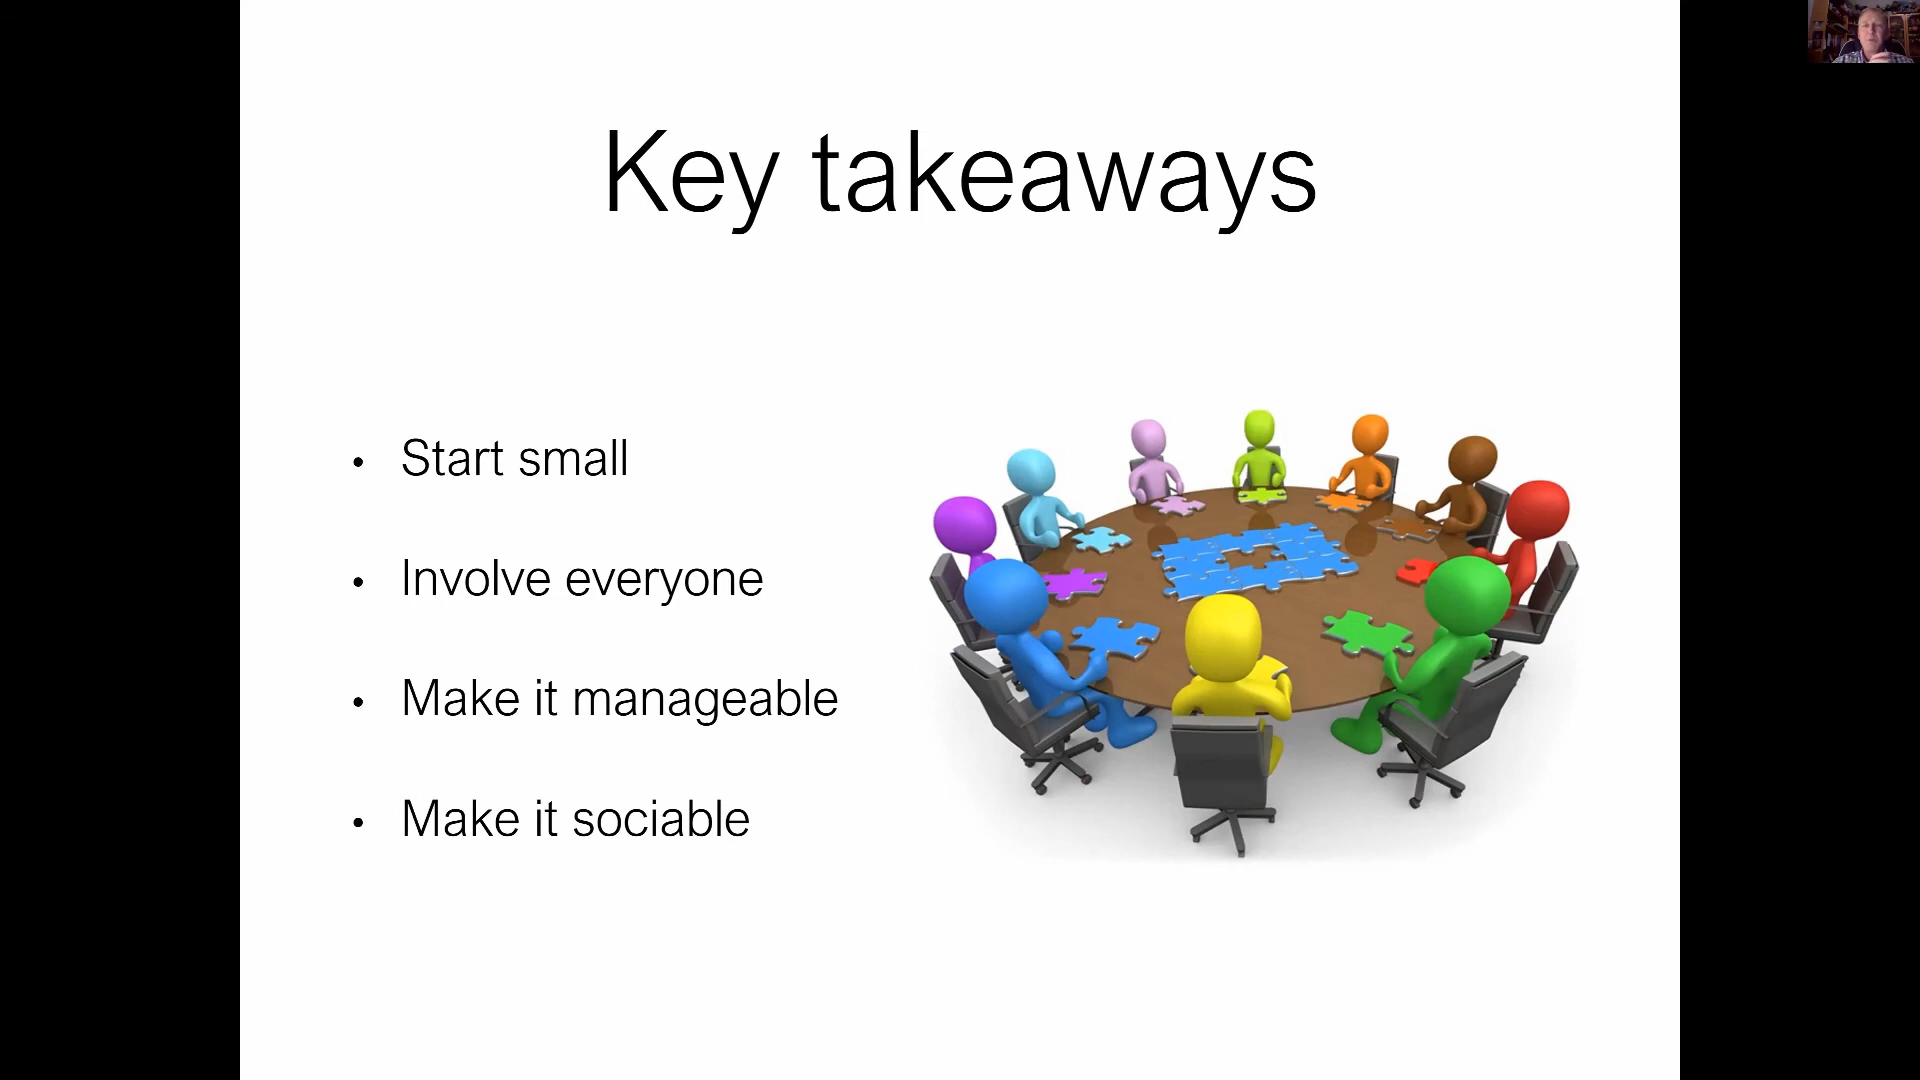 Key takeaways
• Start small
• Involve everyone
• Make it manageable
• Make it sociable